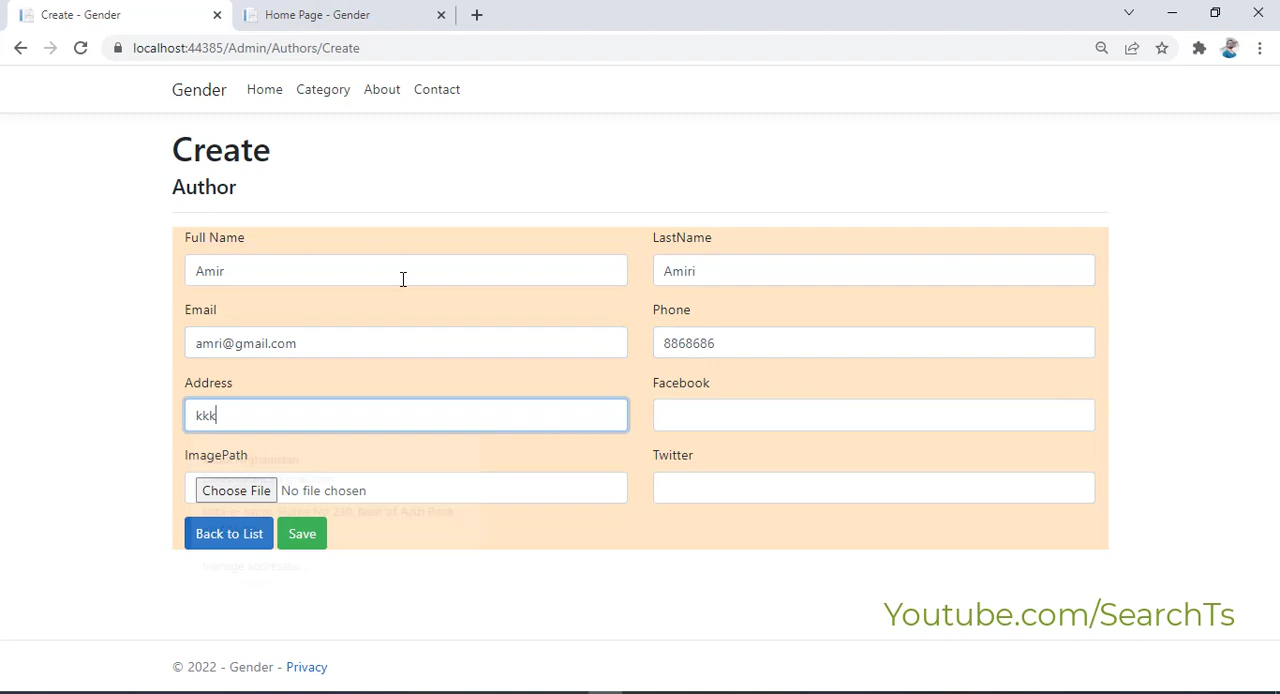 Create - Gender
Home Page - Gender
localhost:44385/Admin/Authors/Create
Gender Home Category About Contact
Create
Author
Full Name LastName
Amir Amiri
Email Phone
amri@gmail.com 8868686
Address Facebook
kkk
ImagePath Twitter
Choose File No file chosen
Back to List Save
Manage addresses...
Youtube.com/SearchTs
© 2022 - Gender - Privacy